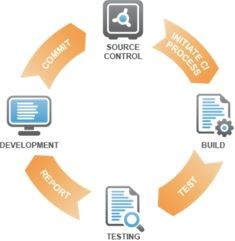 SOURCE
CONTROL
INITIATE CI
PROCESS
BUILD
TEST
TESTING
REPORT
DEVELOPMENT
COMMIT